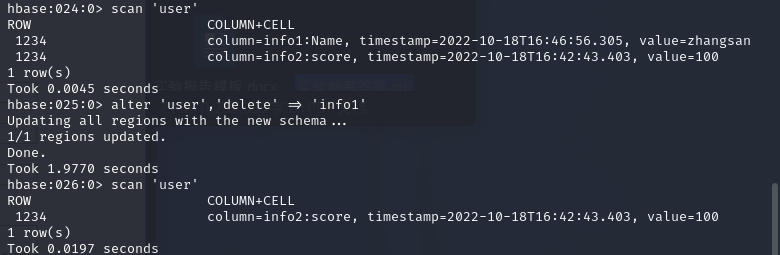 hbase:024:0> scan 'user'
ROW                        COLUMN+CELL
 1234                      column=info1:Name, timestamp=2022-10-18T16:46:56.305, value=zhangsan
 1234                      column=info2:score, timestamp=2022-10-18T16:42:43.403, value=100
1 row(s)
Took 0.0045 seconds
hbase:025:0> alter 'user','delete' => 'info1'
Updating all regions with the new schema...
1/1 regions updated.
Done.
Took 1.9770 seconds
hbase:026:0> scan 'user'
ROW                        COLUMN+CELL
 1234                      column=info2:score, timestamp=2022-10-18T16:42:43.403, value=100
1 row(s)
Took 0.0197 seconds